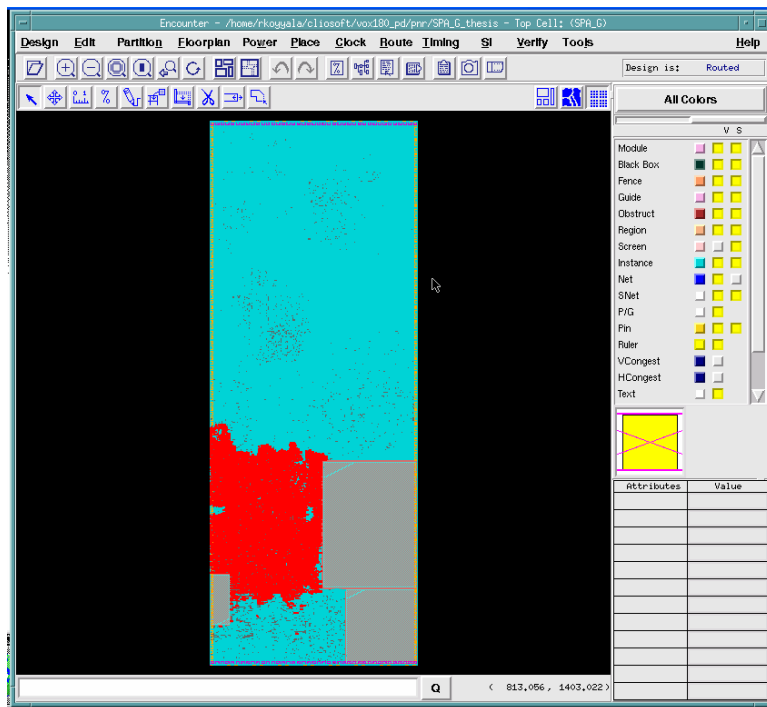 Encounter - /home/rkoyyala/cliosoft/vox180_pd/pnr/SPA_G_thesis - Top Cell: (SPA_G)
Design Edit Partition Floorplan Power Place Clock Route Timing SI Verify Tools Help
Design is: Routed
All Colors
V S
Module
Black Box
Fence
Guide
Obstruct
Region
Screen
Instance
Net
SNet
P/G
Pin
Ruler
VCongest
HCongest
Text
Attributes Value
Q ( 813.056, 1403.022)